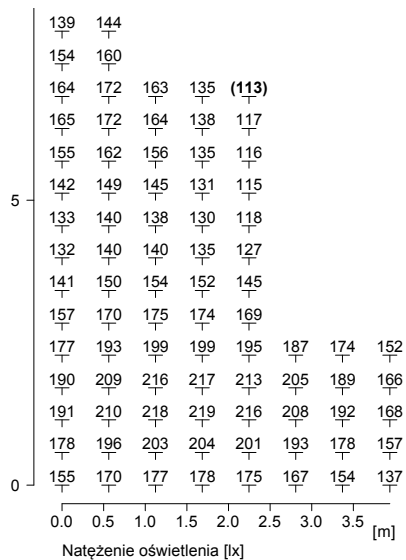 139 144
154 160
164 172 163 135 (113)
165 172 164 138 117
155 162 156 135 116
142 149 145 131 115
5
133 140 138 130 118
132 140 140 135 127
141 150 154 152 145
157 170 175 174 169
177 193 199 199 195 187 174 152
190 209 216 217 213 205 189 166
191 210 218 219 216 208 192 168
178 196 203 204 201 193 178 157
0 155 170 177 178 175 167 154 137
0.0 0.5 1.0 1.5 2.0 2.5 3.0 3.5
[m]
Natężenie oświetlenia [lx]